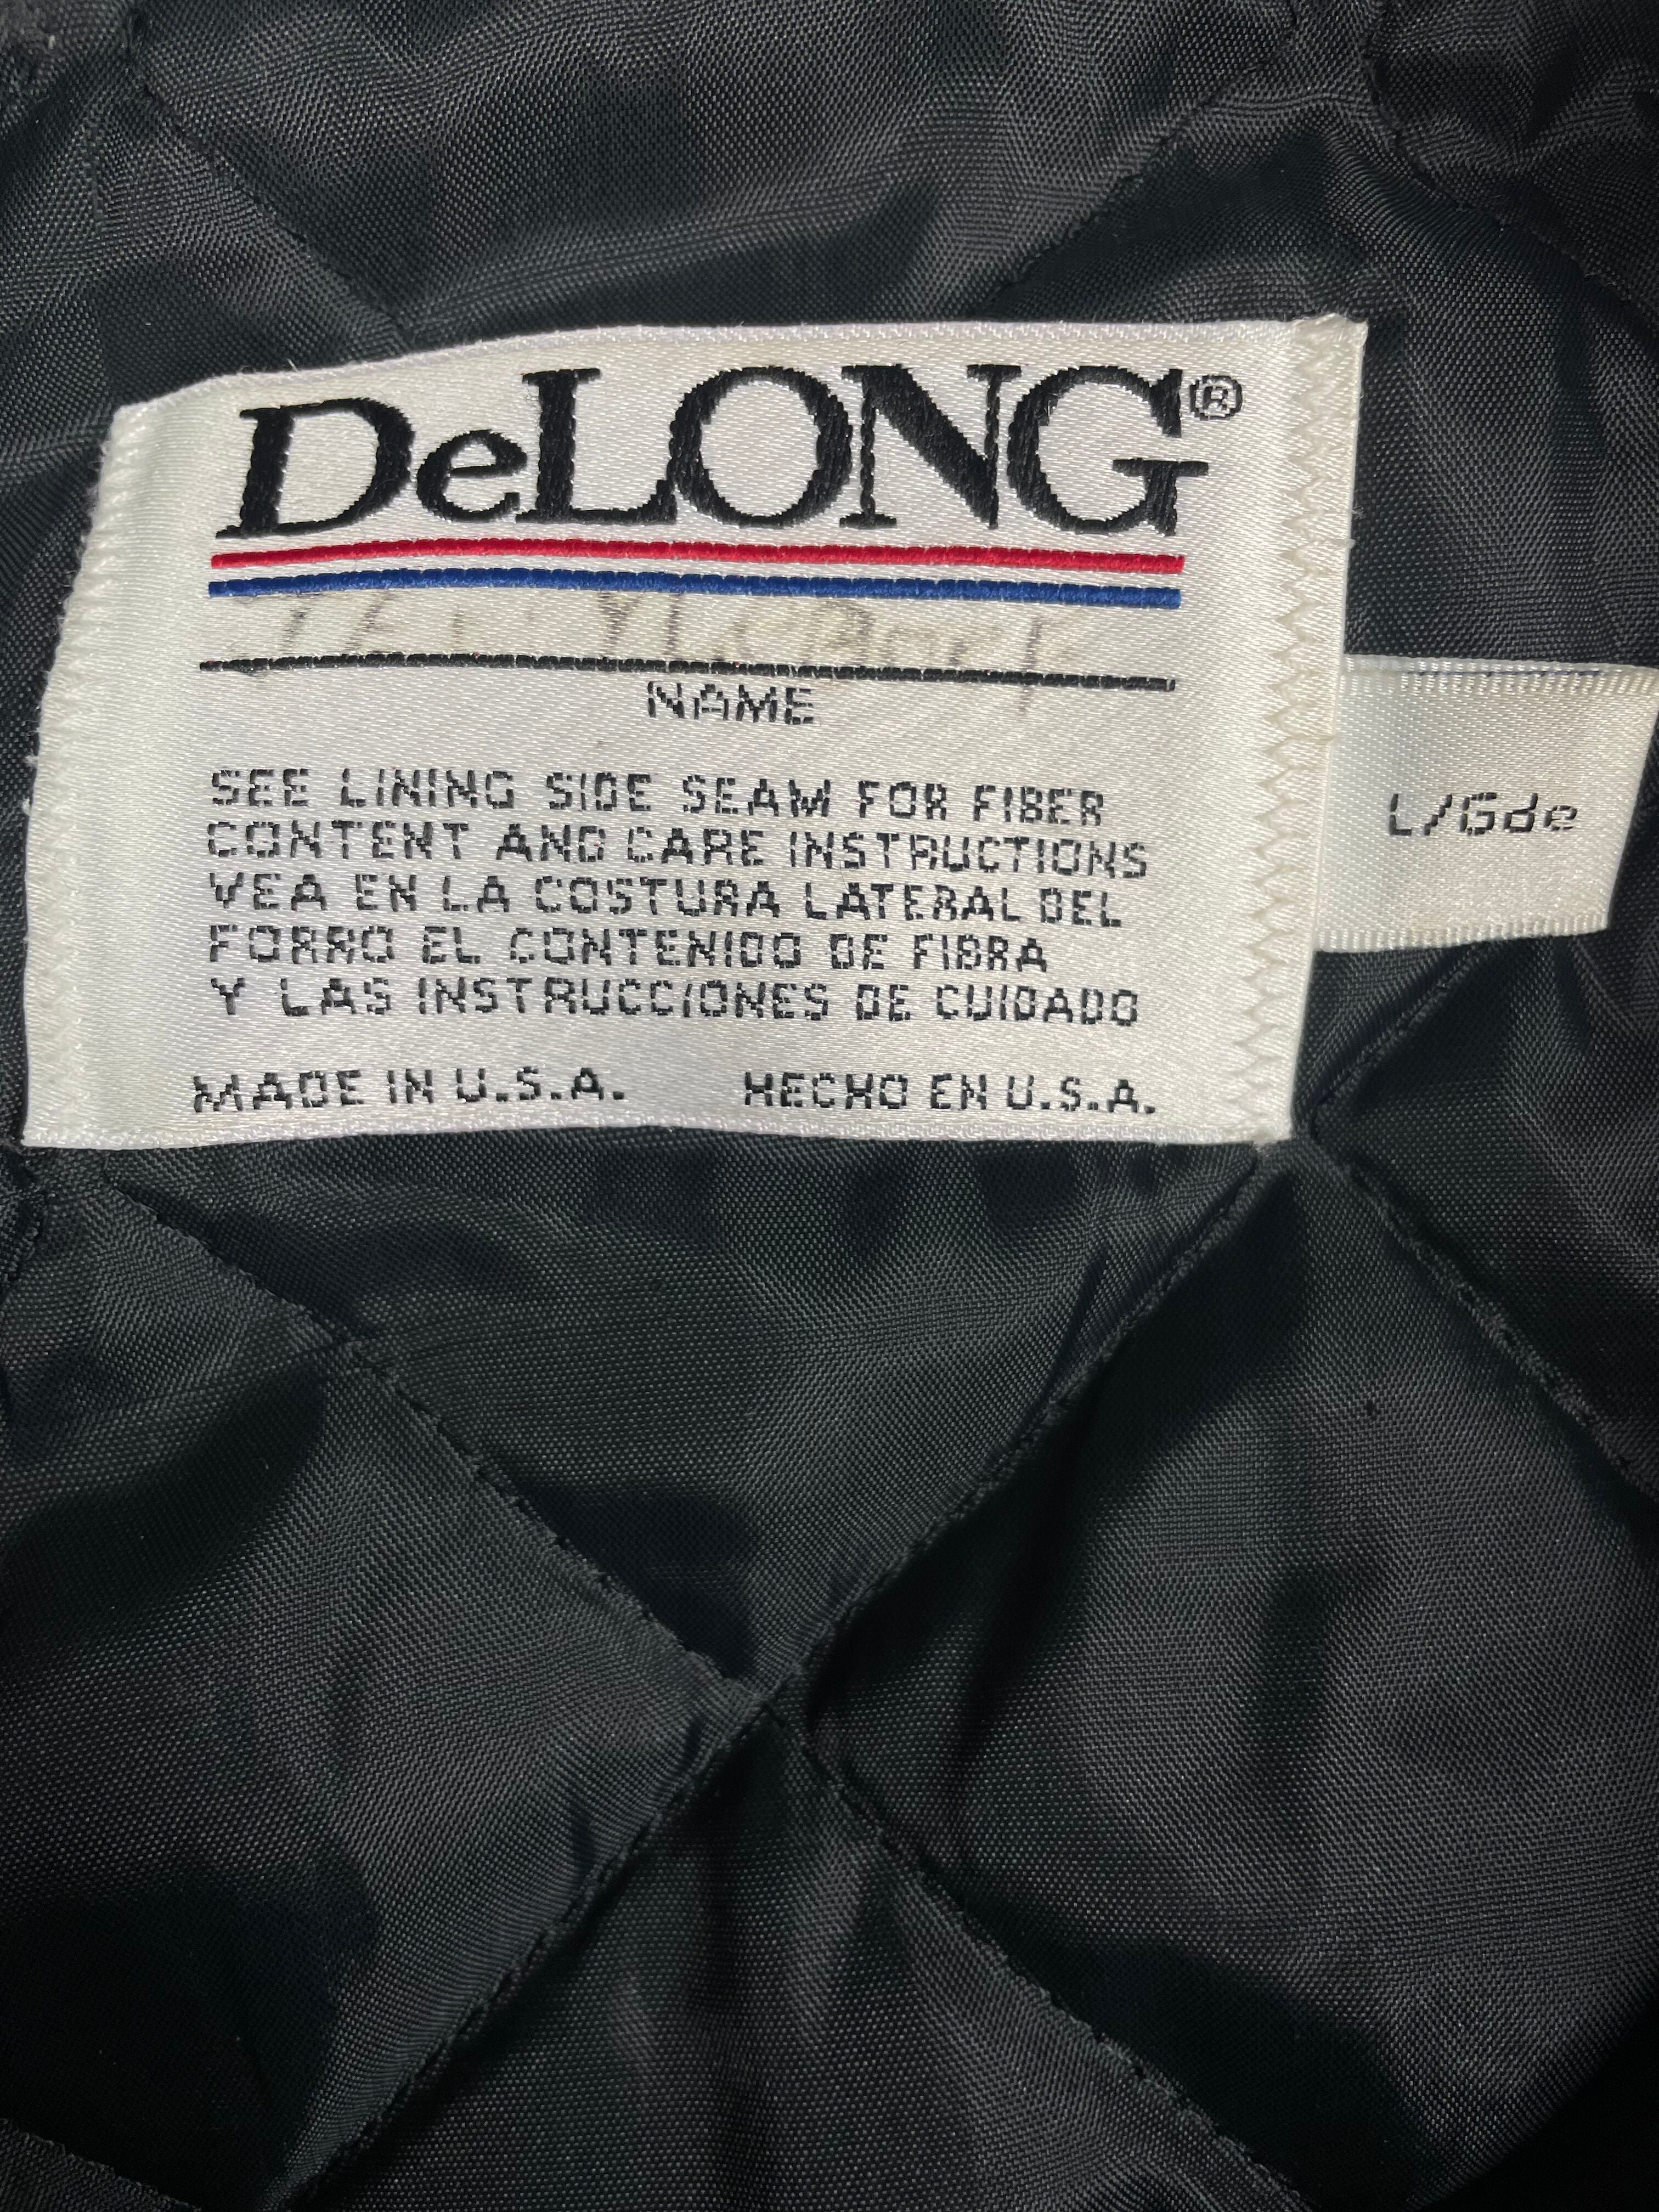 DeLONG®
NAME
SEE LINING SIDE SEAM FOR FIBER
CONTENT AND CARE INSTRUCTIONS
VEA EN LA COSTURA LATERAL DEL
FORRO EL CONTENIDO DE FIBRA
Y LAS INSTRUCCIONES DE CUIDADO
MADE IN U.S.A. HECHO EN U.S.A.
L/Gde